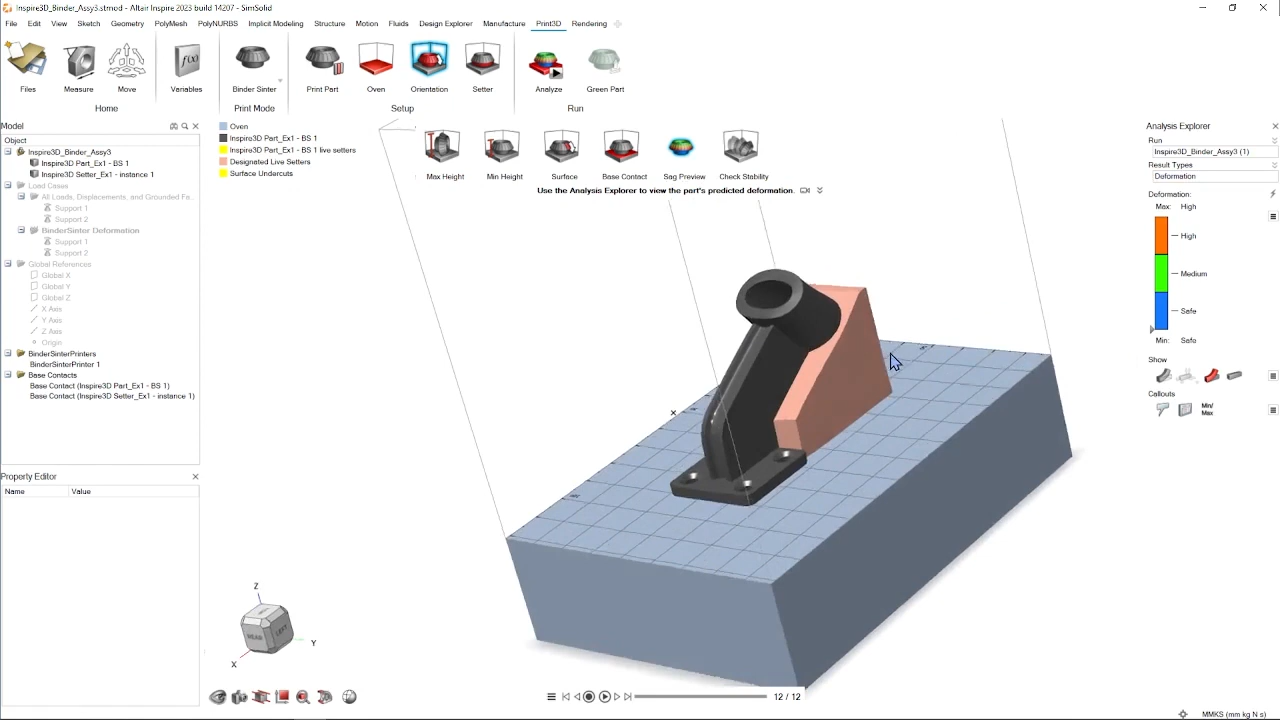 Inspire3D_Binder_Assy3.stmod - Altair Inspire 2023 build 14207 - SimSolid
File Edit View Sketch Geometry PolyMesh PolyNURBS Implicit Modeling Structure Motion Fluids Design Explorer Manufacture Print3D Rendering
f(x)
Files Measure Move Variables Binder Sinter Print Part Oven Orientation Setter Analyze Green Part
Home Print Mode Setup Run
Model
Object
Inspire3D_Binder_Assy3
Inspire3D Part_Ex1 - BS 1
Inspire3D Setter_Ex1 - instance 1
Load Cases
All Loads, Displacements, and Grounded Fa...
Support 1
Support 2
BinderSinter Deformation
Support 1
Support 2
Global References
Global X
Global Y
Global Z
X Axis
Y Axis
Z Axis
Origin
BinderSinterPrinters
BinderSinterPrinter 1
Base Contacts
Base Contact (Inspire3D Part_Ex1 - BS 1)
Base Contact (Inspire3D Setter_Ex1 - instance 1)
Property Editor
Name Value
Oven
Inspire3D Part_Ex1 - BS 1
Inspire3D Part_Ex1 - BS 1 live setters
Designated Live Setters
Surface Undercuts
Max Height Min Height Surface Base Contact Sag Preview Check Stability
Use the Analysis Explorer to view the part's predicted deformation.
Z
Y
X
REAR LEFT
12 / 12
Analysis Explorer
Run
Inspire3D_Binder_Assy3 (1)
Result Types
Deformation
Deformation:
Max: High
High
Medium
Safe
Min: Safe
Show
Callouts
Min/
Max
MMKS (mm kg N s)